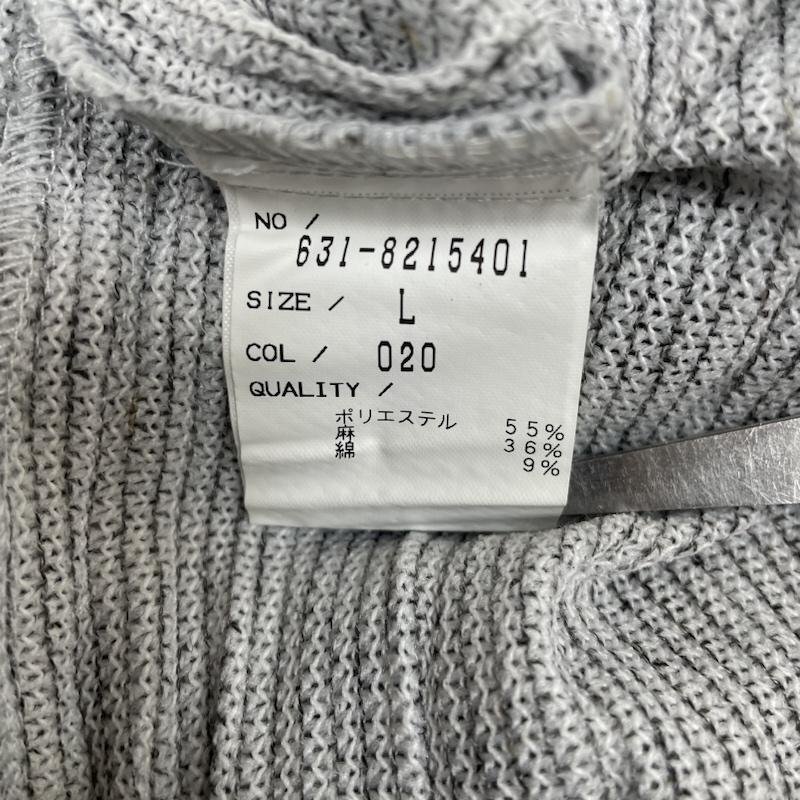 NO /
631-8215401
SIZE / L
COL / 020
QUALITY /
ポリエステル 55%
麻 36%
綿 9%